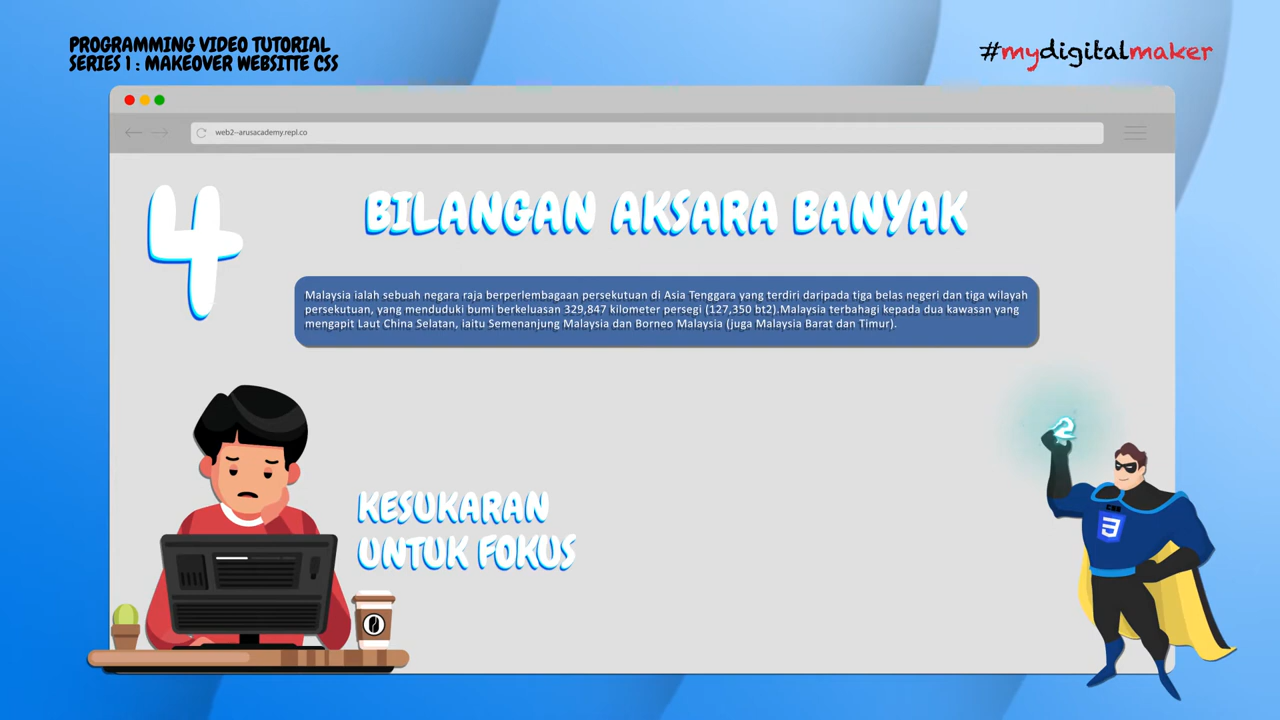 PROGRAMMING VIDEO TUTORIAL
SERIES 1 : MAKEOVER WEBSITTE CSS
#mydigitalmaker
web2--arusacademy.repl.co
4
BILANGAN AKSARA BANYAK
Malaysia ialah sebuah negara raja berperlembagaan persekutuan di Asia Tenggara yang terdiri daripada tiga belas negeri dan tiga wilayah
persekutuan, yang menduduki bumi berkeluasan 329,847 kilometer persegi (127,350 bt2).Malaysia terbahagi kepada dua kawasan yang
mengapit Laut China Selatan, iaitu Semenanjung Malaysia dan Borneo Malaysia (juga Malaysia Barat dan Timur).
KESUKARAN
UNTUK FOKUS
2
CSS
3